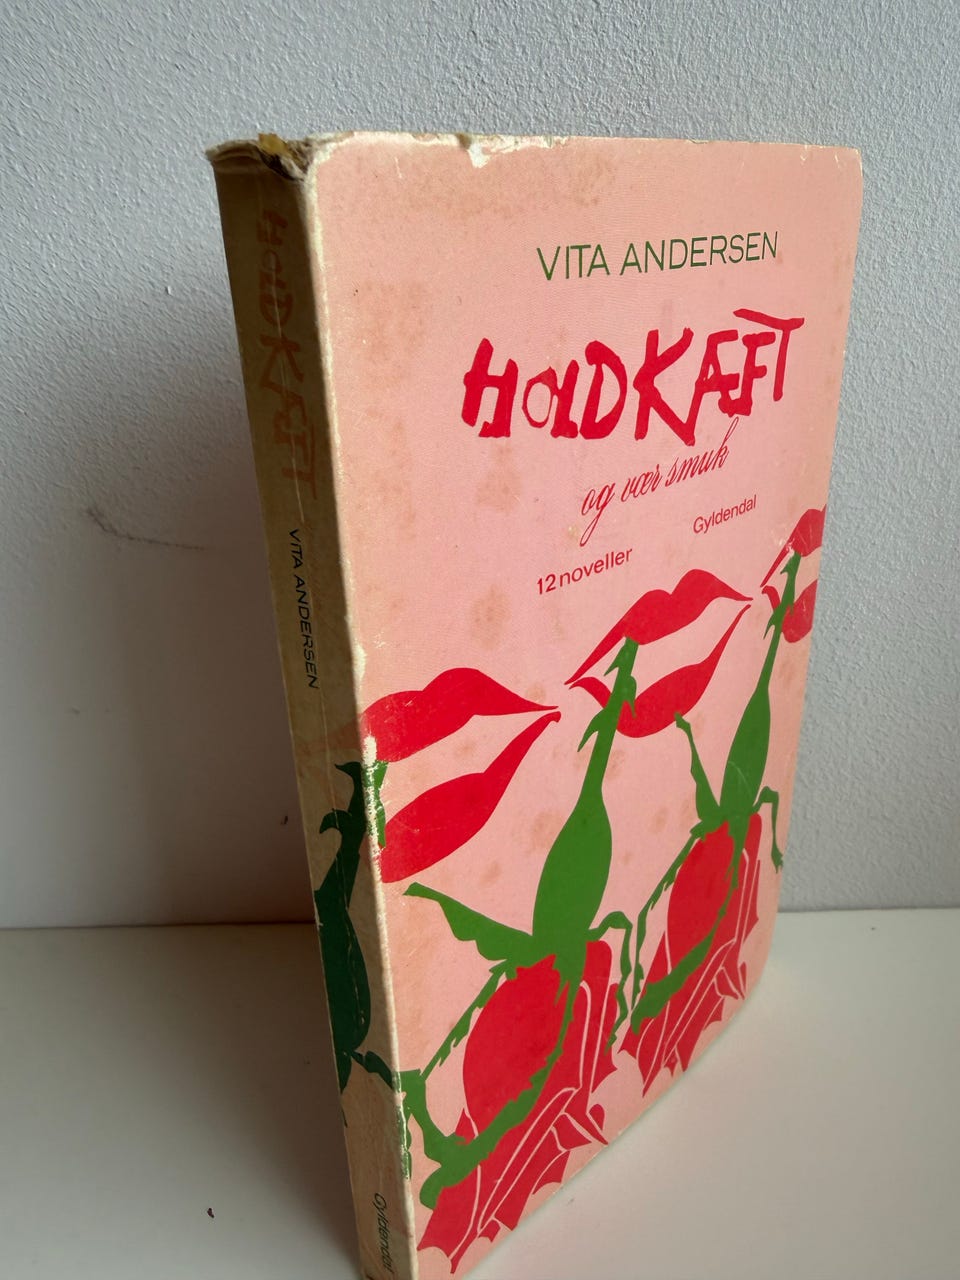 VITA ANDERSEN
HOLDKÆFT
og vær smuk
12 noveller
Gyldendal
HOLDKÆFT
VITA ANDERSEN
Gyldendal